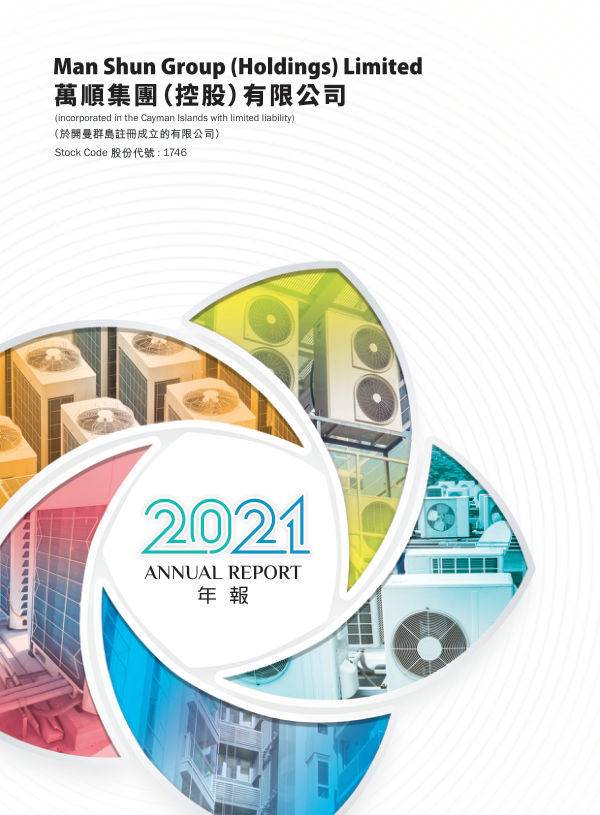 Man Shun Group (Holdings) Limited
萬順集團（控股）有限公司
(incorporated in the Cayman Islands with limited liability)
（於開曼群島註冊成立的有限公司）
Stock Code 股份代號 : 1746
2021
ANNUAL REPORT
年 報